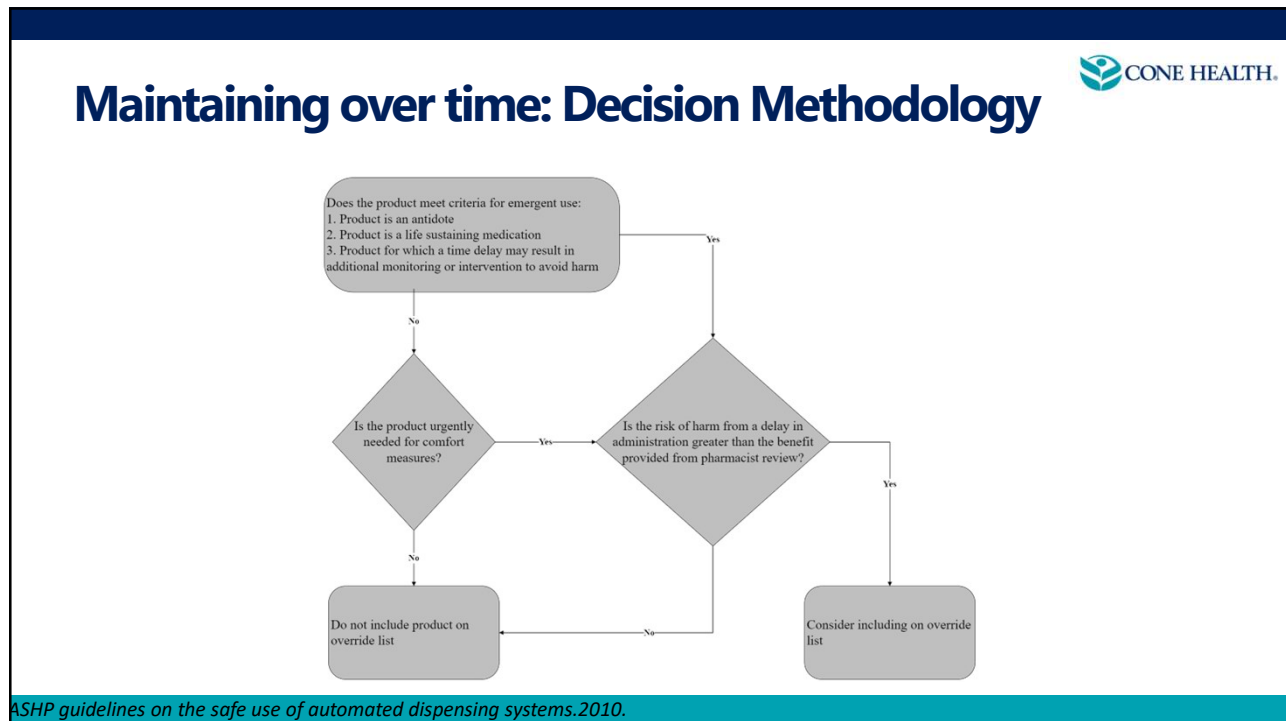 CONE HEALTH.
Maintaining over time: Decision Methodology
Does the product meet criteria for emergent use:
1. Product is an antidote
2. Product is a life sustaining medication
3. Product for which a time delay may result in
additional monitoring or intervention to avoid harm
Yes
No
Is the product urgently
needed for comfort
measures?
Yes
Is the risk of harm from a delay in
administration greater than the benefit
provided from pharmacist review?
Yes
No
Do not include product on
override list
No
Consider including on override
list
ASHP guidelines on the safe use of automated dispensing systems.2010.